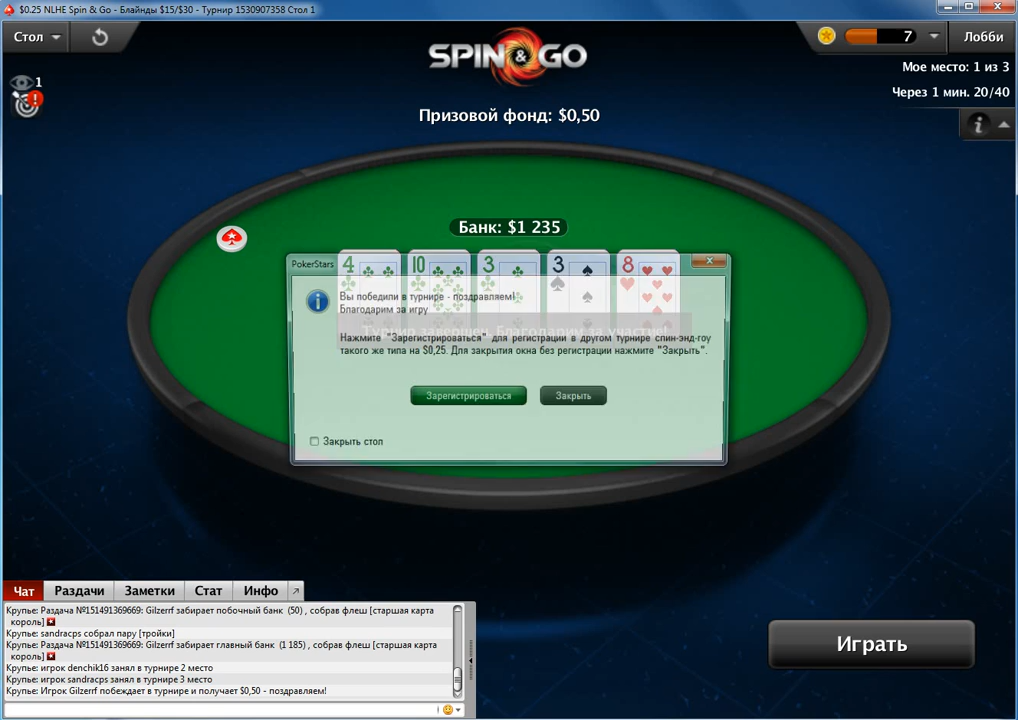 $0.25 NLHE Spin & Go - Блайнды $15/$30 - Турнир 1530907358 Стол 1
Стол
7
Лобби
SPIN&GO
1
Мое место: 1 из 3
Через 1 мин. 20/40
Призовой фонд: $0,50
Банк: $1 235
PokerStars
4 10 3 3 8
Вы победили в турнире - поздравляем!
Благодарим за игру
Турнир завершен. Благодарим за участие!
Нажмите "Зарегистрироваться" для регистрации в другом турнире спин-энд-гоу
такого же типа на $0,25. Для закрытия окна без регистрации нажмите "Закрыть".
Зарегистрироваться Закрыть
Закрыть стол
Чат Раздачи Заметки Стат Инфо
Крупье: Раздача №151491369669: Gilzerrf забирает побочный банк (50) , собрав флеш [старшая карта
король]
Крупье: sandracps собрал пару [тройки]
Крупье: Раздача №151491369669: Gilzerrf забирает главный банк (1 185) , собрав флеш [старшая карта
король]
Крупье: игрок denchik16 занял в турнире 2 место
Крупье: игрок sandracps занял в турнире 3 место
Крупье: Игрок Gilzerrf побеждает в турнире и получает $0,50 - поздравляем!
Играть